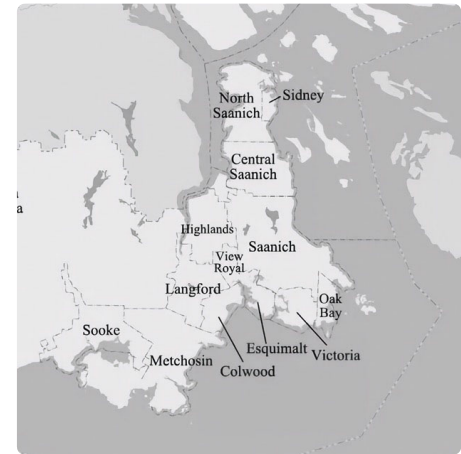 North
Saanich
Sidney
Central
Saanich
Highlands
Saanich
View
Royal
Langford
Oak
Bay
Sooke
Esquimalt
Victoria
Metchosin
Colwood
a